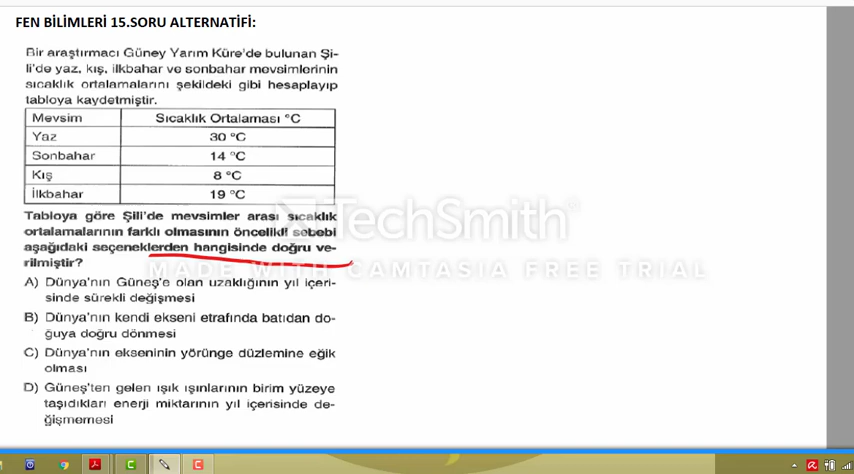 FEN BİLİMLERİ 15.SORU ALTERNATİFİ:
Bir araştırmacı Güney Yarım Küre'de bulunan Şi-
li'de yaz, kış, ilkbahar ve sonbahar mevsimlerinin
sıcaklık ortalamalarını şekildeki gibi hesaplayıp
tabloya kaydetmiştir.
Mevsim Sıcaklık Ortalaması °C
Yaz 30 °C
Sonbahar 14 °C
Kış 8 °C
İlkbahar 19 °C
TechSmith
Tabloya göre Şili'de mevsimler arası sıcaklık
ortalamalarının farklı olmasının öncelikli sebebi
aşağıdaki seçeneklerden hangisinde doğru ve-
rilmiştir?
MADE WITH CAMTASIA FREE TRIAL
A) Dünya'nın Güneş'e olan uzaklığının yıl içeri-
sinde sürekli değişmesi
B) Dünya'nın kendi ekseni etrafında batıdan do-
ğuya doğru dönmesi
C) Dünya'nın ekseninin yörünge düzlemine eğik
olması
D) Güneş'ten gelen ışık ışınlarının birim yüzeye
taşıdıkları enerji miktarının yıl içerisinde de-
ğişmemesi